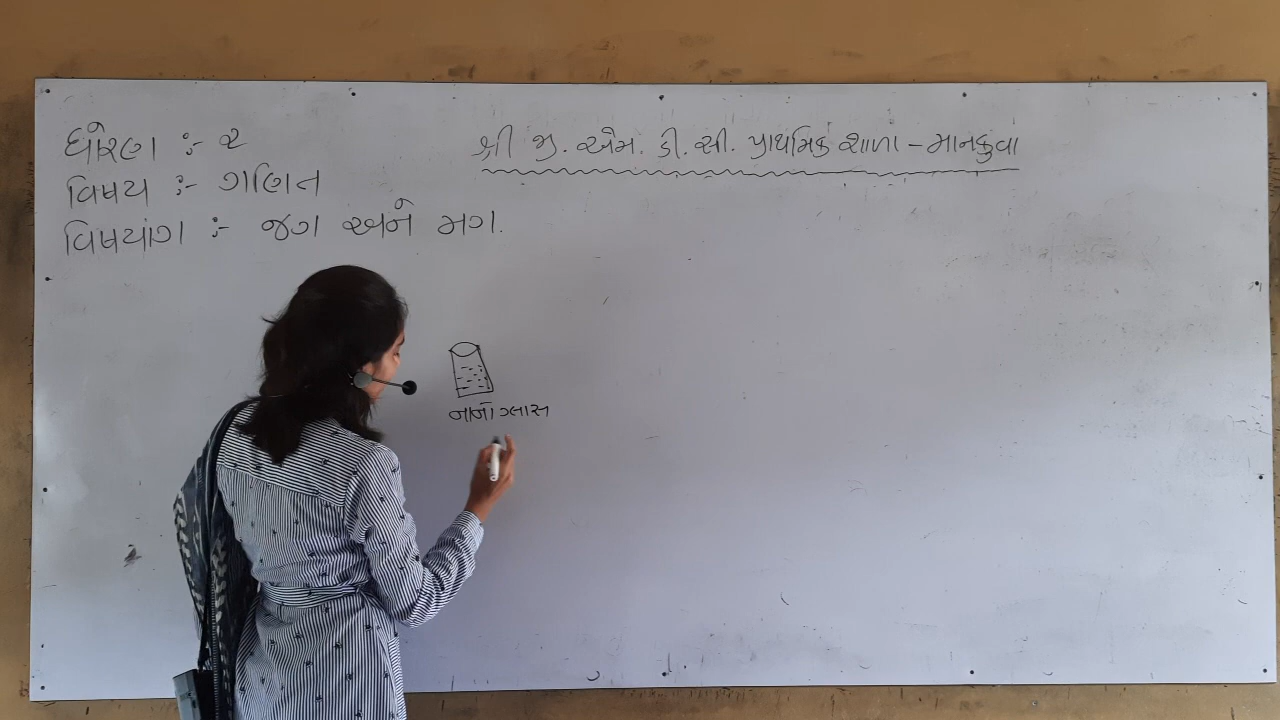 શ્રી જી. એમ. ડી. સી. પ્રાથમિક શાળા - માનકુવા
ધોરણ :- ૨
વિષય :- ગણિત
વિષયાંગ :- જગ અને મગ.
નાનો ગ્લાસ